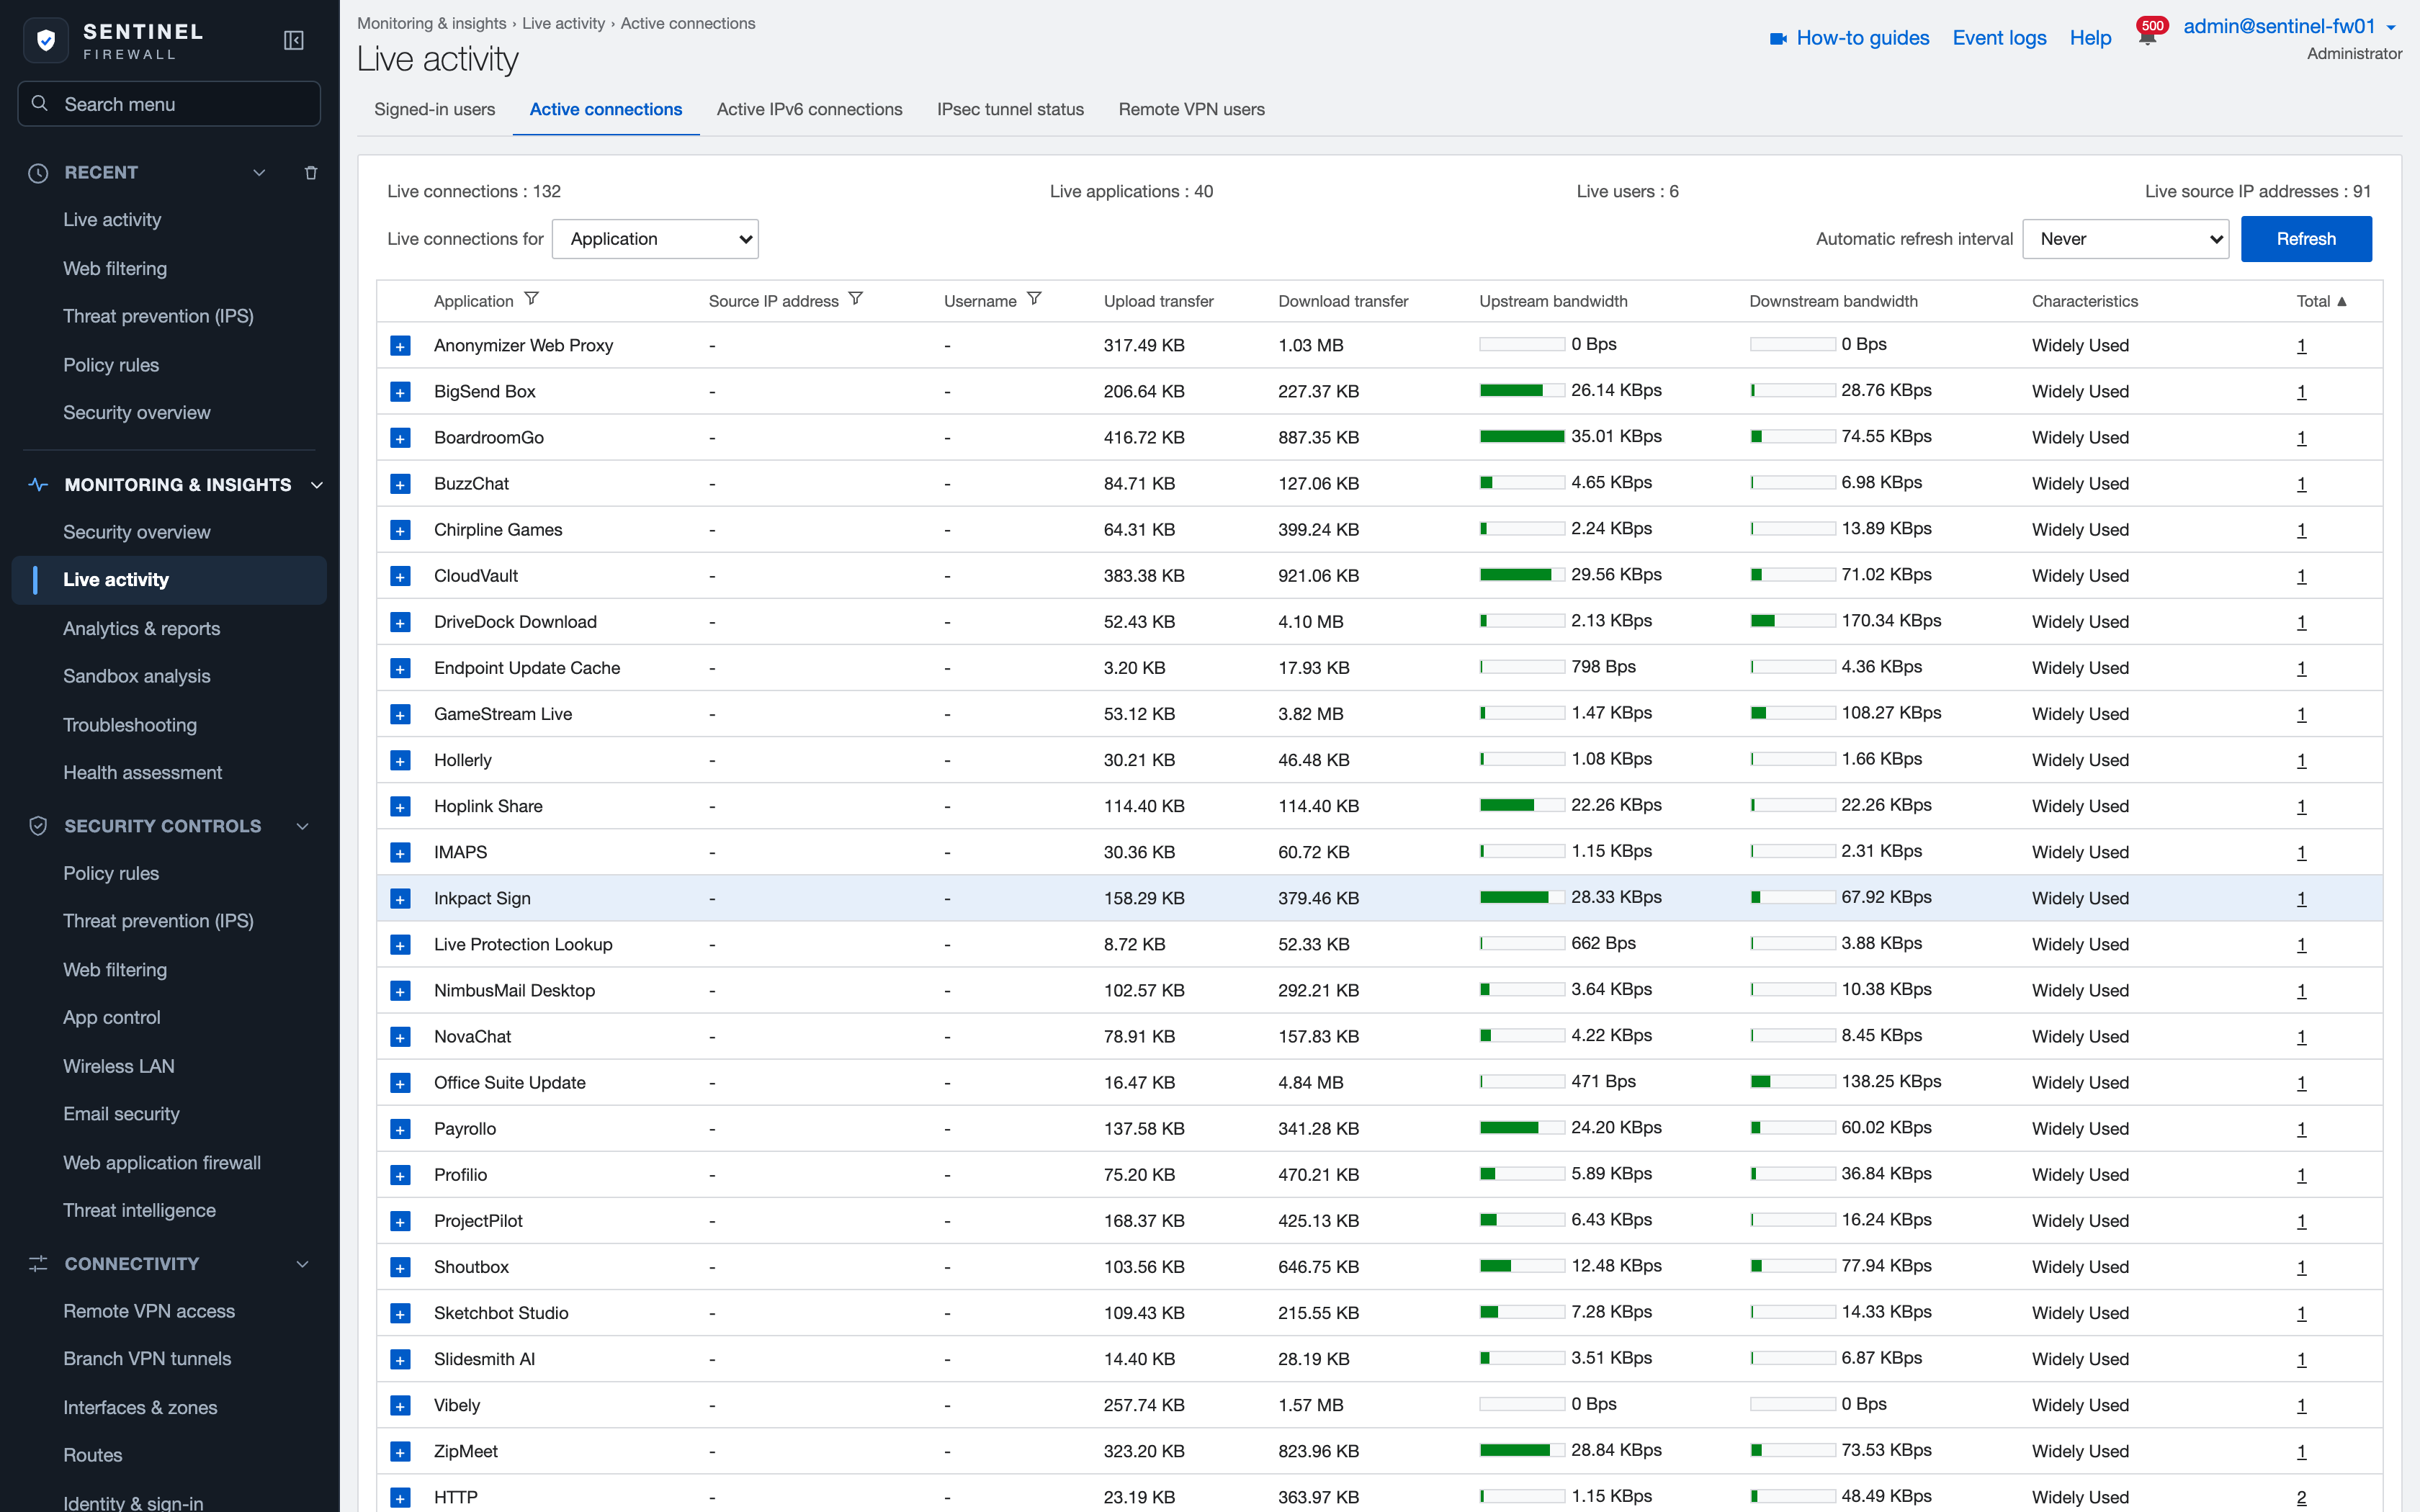 SENTINEL
FIREWALL
Search menu
RECENT
Live activity
Web filtering
Threat prevention (IPS)
Policy rules
Security overview
MONITORING & INSIGHTS
Security overview
Live activity
Analytics & reports
Sandbox analysis
Troubleshooting
Health assessment
SECURITY CONTROLS
Policy rules
Threat prevention (IPS)
Web filtering
App control
Wireless LAN
Email security
Web application firewall
Threat intelligence
CONNECTIVITY
Remote VPN access
Branch VPN tunnels
Interfaces & zones
Routes
Identity & sign-in
Monitoring & insights › Live activity › Active connections
Live activity
How-to guides Event logs Help 500 admin@sentinel-fw01
Administrator
Signed-in users Active connections Active IPv6 connections IPsec tunnel status Remote VPN users
Live connections : 132 Live applications : 40 Live users : 6 Live source IP addresses : 91
Live connections for Application Automatic refresh interval Never Refresh
Application Source IP address Username Upload transfer Download transfer Upstream bandwidth Downstream bandwidth Characteristics Total ▲
+ Anonymizer Web Proxy - - 317.49 KB 1.03 MB 0 Bps 0 Bps Widely Used 1
+ BigSend Box - - 206.64 KB 227.37 KB 26.14 KBps 28.76 KBps Widely Used 1
+ BoardroomGo - - 416.72 KB 887.35 KB 35.01 KBps 74.55 KBps Widely Used 1
+ BuzzChat - - 84.71 KB 127.06 KB 4.65 KBps 6.98 KBps Widely Used 1
+ Chirpline Games - - 64.31 KB 399.24 KB 2.24 KBps 13.89 KBps Widely Used 1
+ CloudVault - - 383.38 KB 921.06 KB 29.56 KBps 71.02 KBps Widely Used 1
+ DriveDock Download - - 52.43 KB 4.10 MB 2.13 KBps 170.34 KBps Widely Used 1
+ Endpoint Update Cache - - 3.20 KB 17.93 KB 798 Bps 4.36 KBps Widely Used 1
+ GameStream Live - - 53.12 KB 3.82 MB 1.47 KBps 108.27 KBps Widely Used 1
+ Hollerly - - 30.21 KB 46.48 KB 1.08 KBps 1.66 KBps Widely Used 1
+ Hoplink Share - - 114.40 KB 114.40 KB 22.26 KBps 22.26 KBps Widely Used 1
+ IMAPS - - 30.36 KB 60.72 KB 1.15 KBps 2.31 KBps Widely Used 1
+ Inkpact Sign - - 158.29 KB 379.46 KB 28.33 KBps 67.92 KBps Widely Used 1
+ Live Protection Lookup - - 8.72 KB 52.33 KB 662 Bps 3.88 KBps Widely Used 1
+ NimbusMail Desktop - - 102.57 KB 292.21 KB 3.64 KBps 10.38 KBps Widely Used 1
+ NovaChat - - 78.91 KB 157.83 KB 4.22 KBps 8.45 KBps Widely Used 1
+ Office Suite Update - - 16.47 KB 4.84 MB 471 Bps 138.25 KBps Widely Used 1
+ Payrollo - - 137.58 KB 341.28 KB 24.20 KBps 60.02 KBps Widely Used 1
+ Profilio - - 75.20 KB 470.21 KB 5.89 KBps 36.84 KBps Widely Used 1
+ ProjectPilot - - 168.37 KB 425.13 KB 6.43 KBps 16.24 KBps Widely Used 1
+ Shoutbox - - 103.56 KB 646.75 KB 12.48 KBps 77.94 KBps Widely Used 1
+ Sketchbot Studio - - 109.43 KB 215.55 KB 7.28 KBps 14.33 KBps Widely Used 1
+ Slidesmith AI - - 14.40 KB 28.19 KB 3.51 KBps 6.87 KBps Widely Used 1
+ Vibely - - 257.74 KB 1.57 MB 0 Bps 0 Bps Widely Used 1
+ ZipMeet - - 323.20 KB 823.96 KB 28.84 KBps 73.53 KBps Widely Used 1
+ HTTP - - 23.19 KB 363.97 KB 1.15 KBps 48.49 KBps Widely Used 2